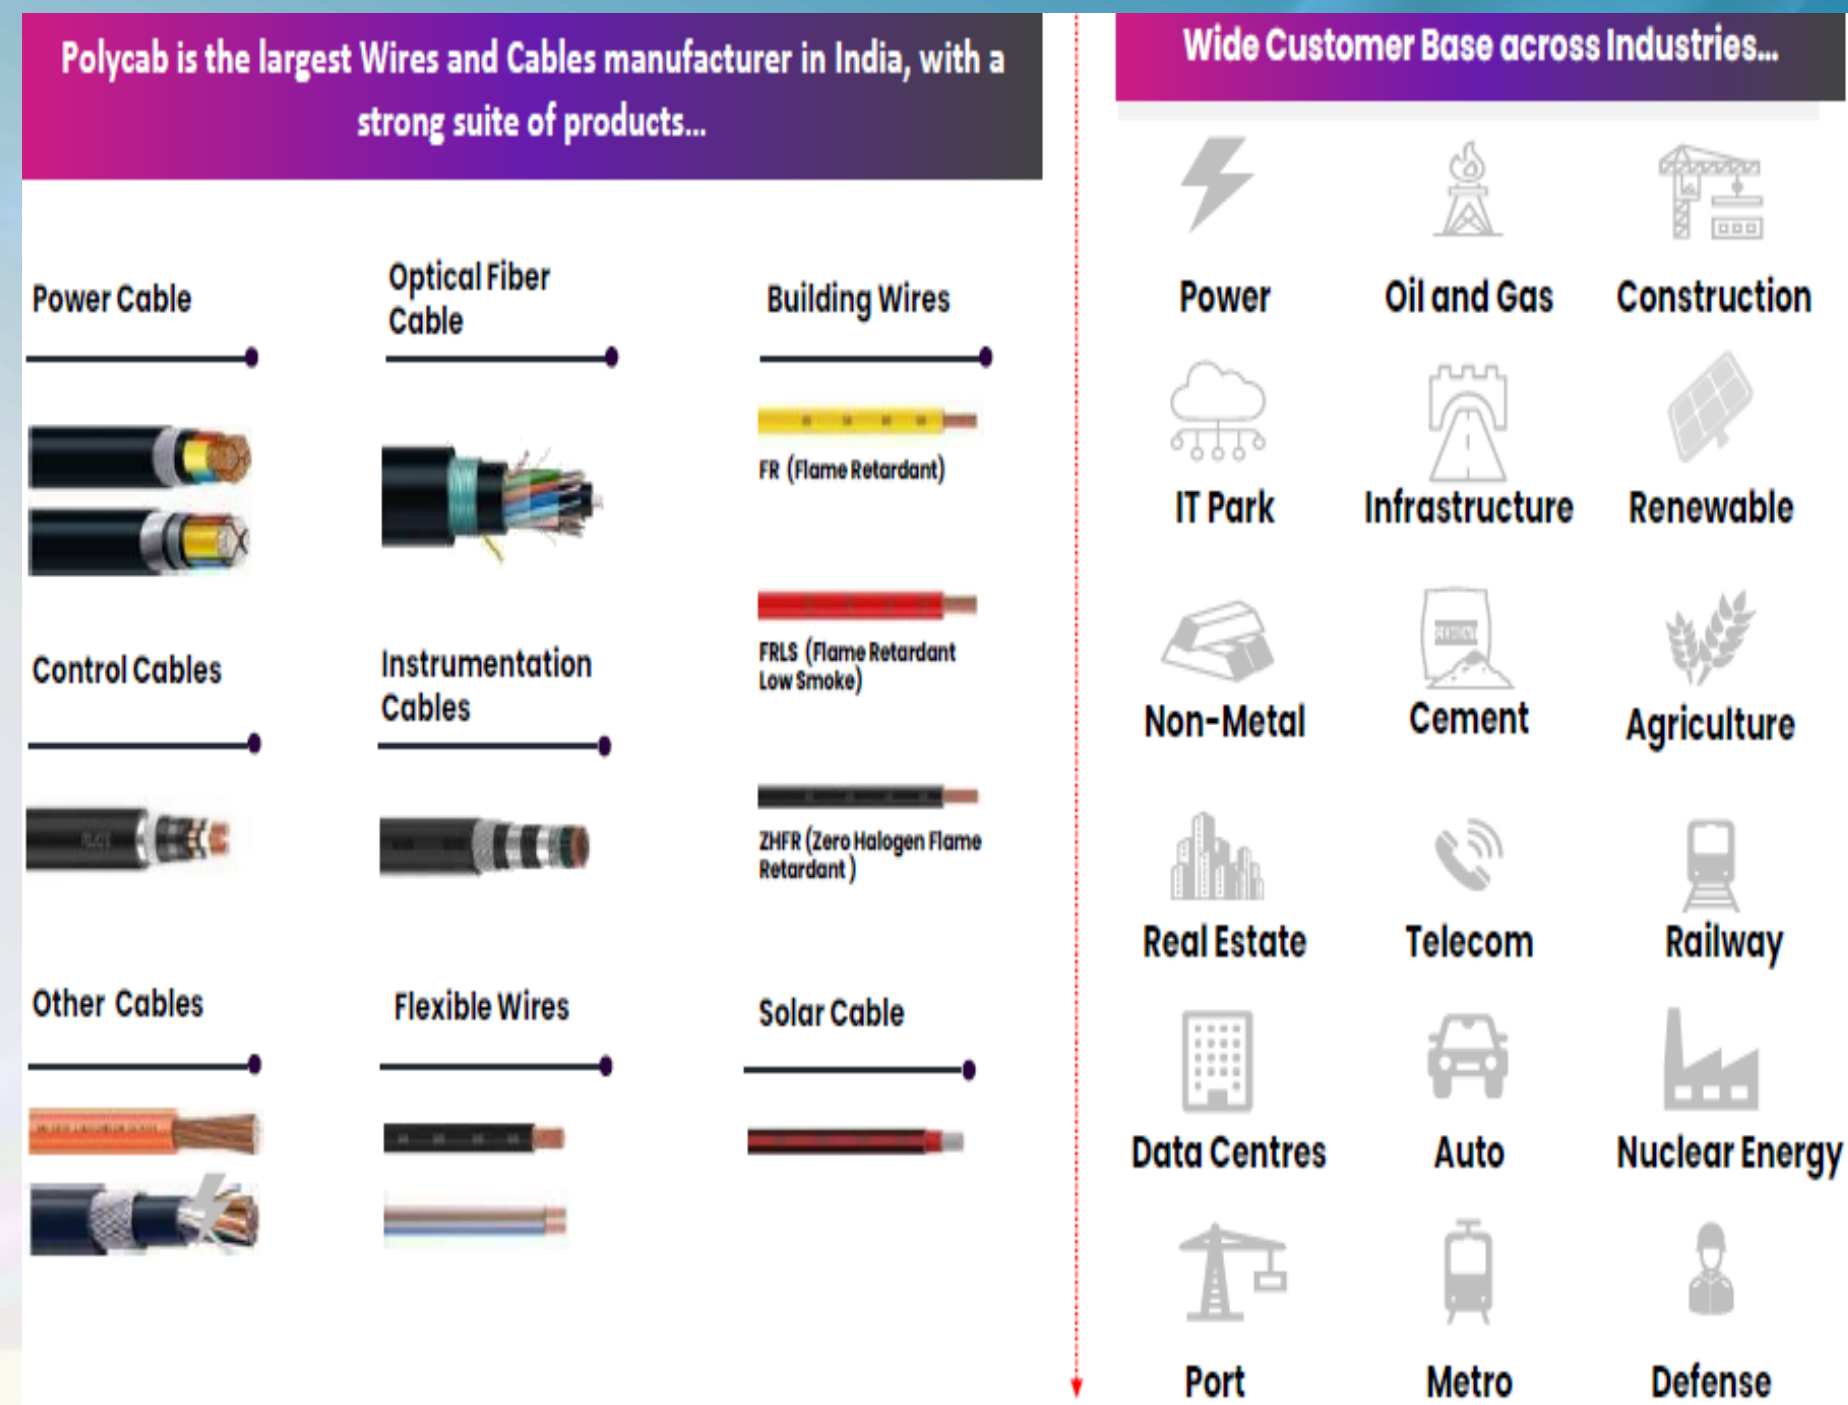 Polycab is the largest Wires and Cables manufacturer in India, with a
strong suite of products...
Power Cable
Optical Fiber
Cable
Building Wires
FR (Flame Retardant)
FRLS (Flame Retardant
Low Smoke)
Control Cables
Instrumentation
Cables
ZHFR (Zero Halogen Flame
Retardant )
Other Cables
Flexible Wires
Solar Cable
Wide Customer Base across Industries...
Power
Oil and Gas
Construction
IT Park
Infrastructure
Renewable
Non-Metal
CEMENT
Cement
Agriculture
Real Estate
Telecom
Railway
Data Centres
Auto
Nuclear Energy
Port
Metro
Defense